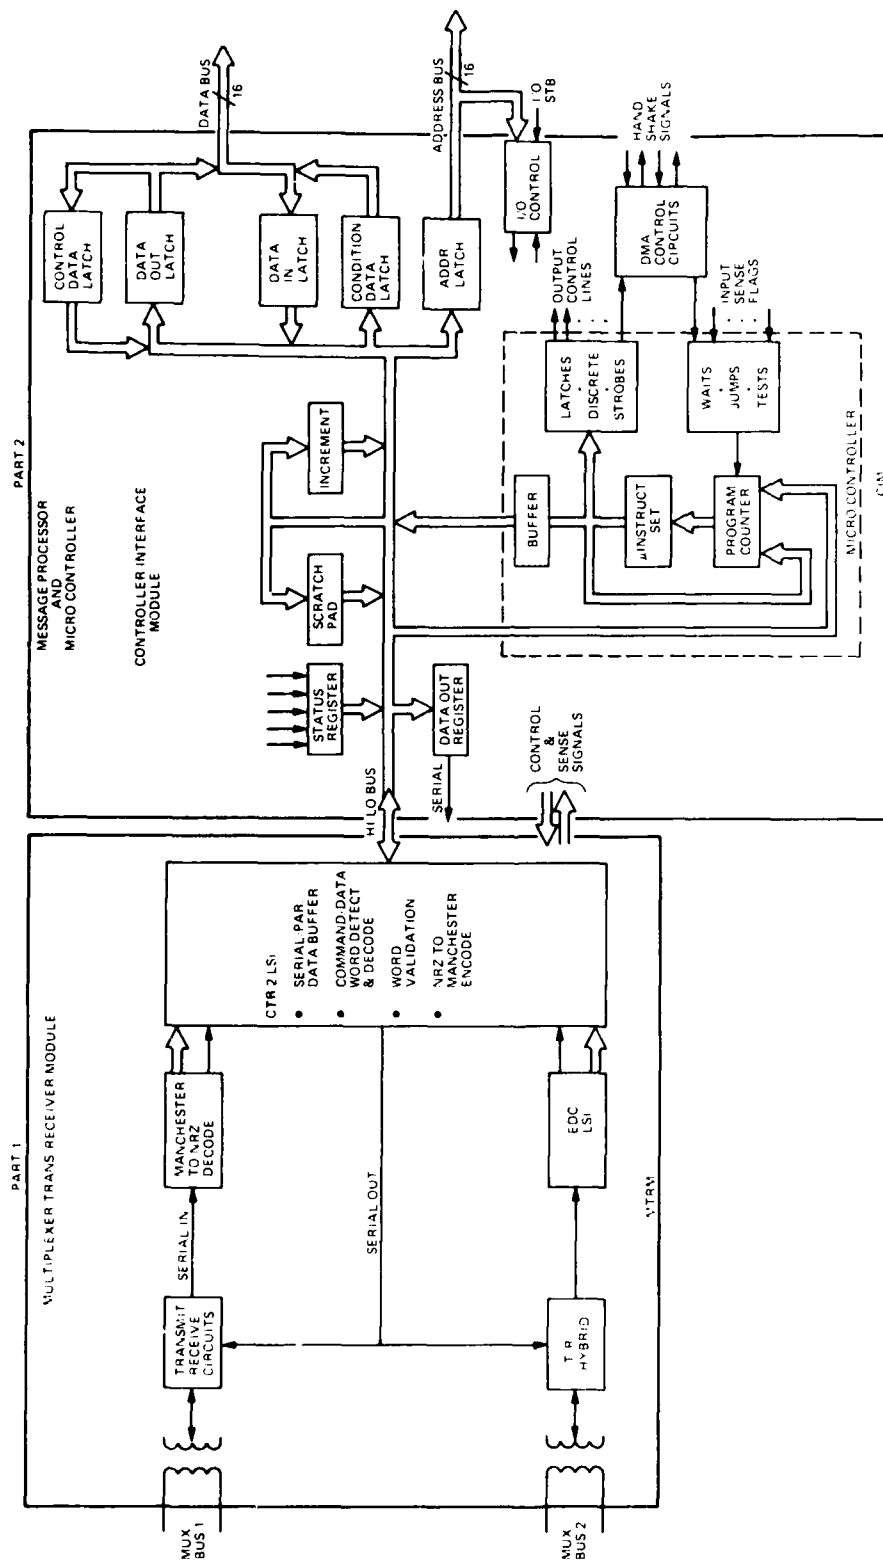 PART 1
MULTIPLEXER TRANS RECEIVER MODULE
MUX
BUS 1
TRANSMIT
RECEIVE
CIRCUITS
SERIAL IN
MANCHESTER
TO NRZ
DECODE
SERIAL OUT
MUX
BUS 2
T R
HYBRID
EDC
LSI
MTRM
CTR 2 LSI
• SERIAL-PAR
DATA BUFFER
• COMMAND-DATA
WORD DETECT
& DECODE
• WORD
VALIDATION
• NRZ TO
MANCHESTER
ENCODE
PART 2
MESSAGE PROCESSOR
AND
MICRO CONTROLLER
CONTROLLER INTERFACE
MODULE
HI LO BUS
SERIAL
CONTROL
&
SENSE
SIGNALS
STATUS
REGISTER
DATA OUT
REGISTER
SCRATCH
PAD
INCREMENT
CONTROL
DATA
LATCH
DATA
OUT
LATCH
DATA
IN
LATCH
CONDITION
DATA
LATCH
ADDR
LATCH
DATA BUS
16
ADDRESS BUS
16
I/O
CONTROL
I/O
STB
BUFFER
µINSTRUCT
SET
PROGRAM
COUNTER
LATCHES
•
DISCRETE
•
STROBES
OUTPUT
CONTROL
LINES
WAITS
•
JUMPS
•
TESTS
INPUT
SENSE
FLAGS
DMA
CONTROL
CIRCUITS
HAND
SHAKE
SIGNALS
MICRO CONTROLLER
CIM